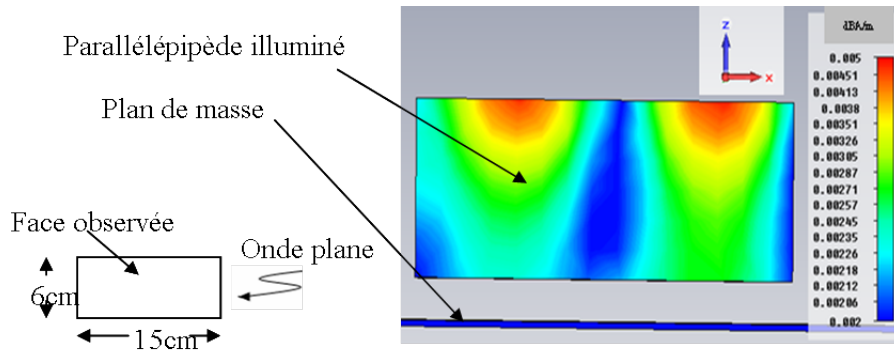 Parallélépipède illuminé
Plan de masse
Face observée
Onde plane
6cm
15cm
z
x
dBA/m
0.005
0.00451
0.00413
0.0038
0.00351
0.00326
0.00305
0.00287
0.00271
0.00257
0.00245
0.00235
0.00226
0.00218
0.00212
0.00206
0.002